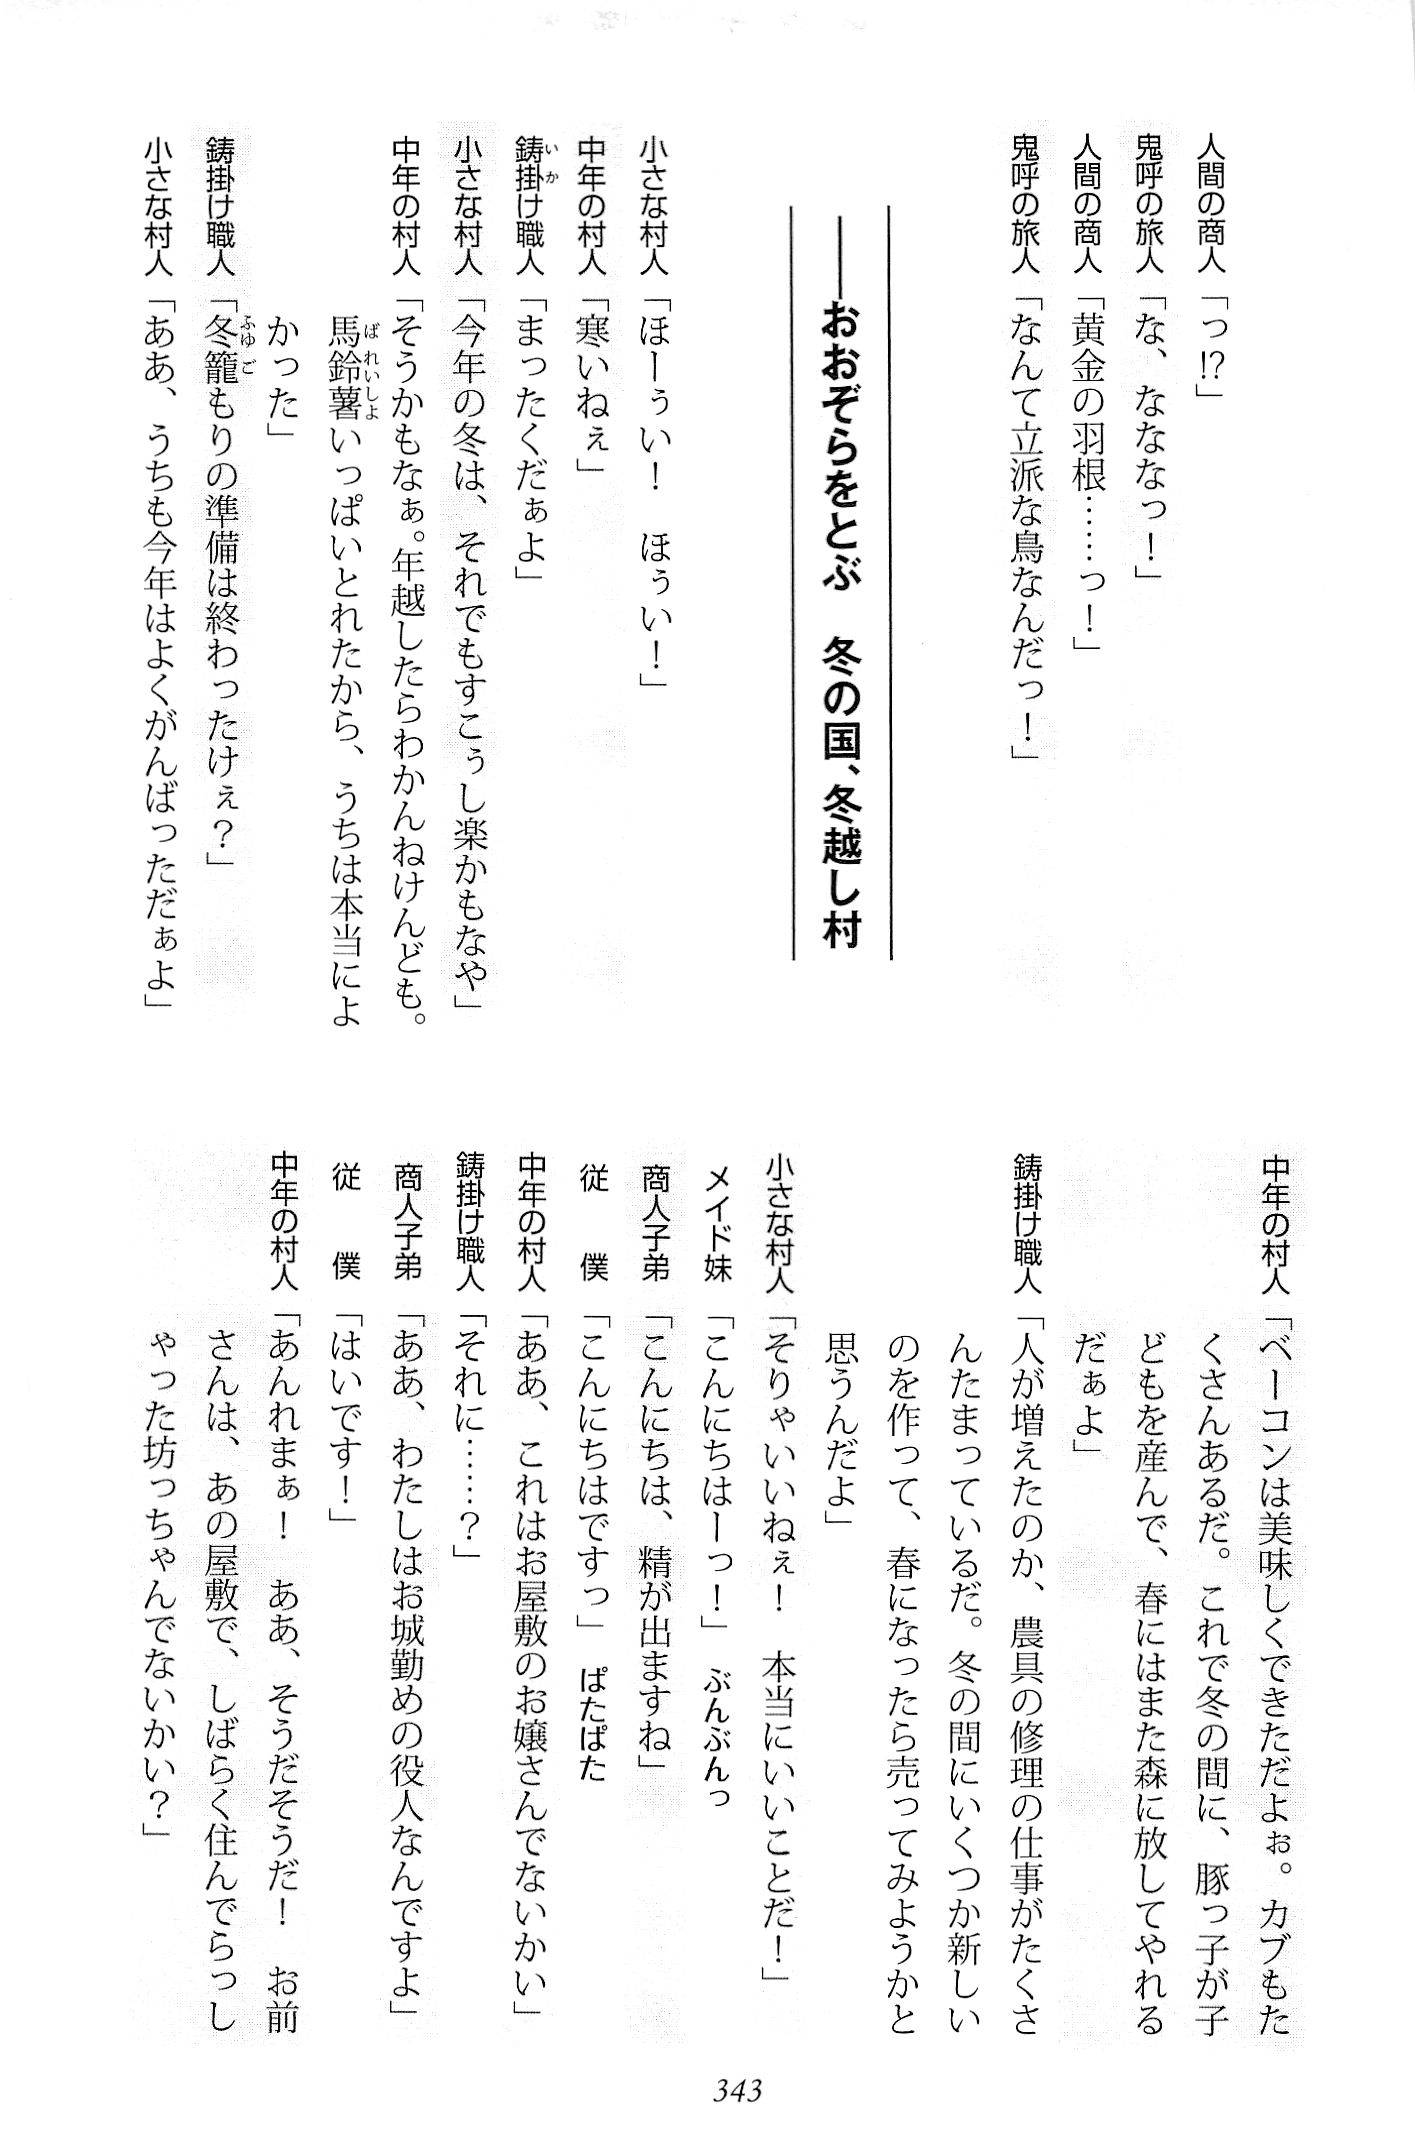 人間の商人「っ!?」
鬼呼の旅人「な、なななっ！」
人間の商人「黄金の羽根……っ！」
鬼呼の旅人「なんて立派な鳥なんだっ！」
――おおぞらをとぶ　冬の国、冬越し村
小さな村人「ほーぅい！　ほぅい！」
中年の村人「寒いねぇ」
鋳掛け職人「まったくだぁよ」
小さな村人「今年の冬は、それでもすこぅし楽かもなや」
中年の村人「そうかもなぁ。年越したらわかんねけんども。
馬鈴薯いっぱいとれたから、うちは本当によ
かった」
鋳掛け職人「冬籠もりの準備は終わったけぇ？」
小さな村人「ああ、うちも今年はよくがんばっただぁよ」
中年の村人「ベーコンは美味しくできただよぉ。カブもた
くさんあるだ。これで冬の間に、豚っ子が子
どもを産んで、春にはまた森に放してやれる
だぁよ」
鋳掛け職人「人が増えたのか、農具の修理の仕事がたくさ
んたまっているだ。冬の間にいくつか新しい
のを作って、春になったら売ってみようかと
思うんだよ」
小さな村人「そりゃいいねぇ！　本当にいいことだ！」
メイド妹「こんにちはーっ！」　ぶんぶんっ
商人子弟「こんにちは、精が出ますね」
従　僕「こんにちはですっ」　ぱたぱた
中年の村人「ああ、これはお屋敷のお嬢さんでないかい」
鋳掛け職人「それに……？」
商人子弟「ああ、わたしはお城勤めの役人なんですよ」
従　僕「はいです！」
中年の村人「あんれまぁ！　ああ、そうだそうだ！　お前
さんは、あの屋敷で、しばらく住んでらっし
ゃった坊っちゃんでないかい？」
343